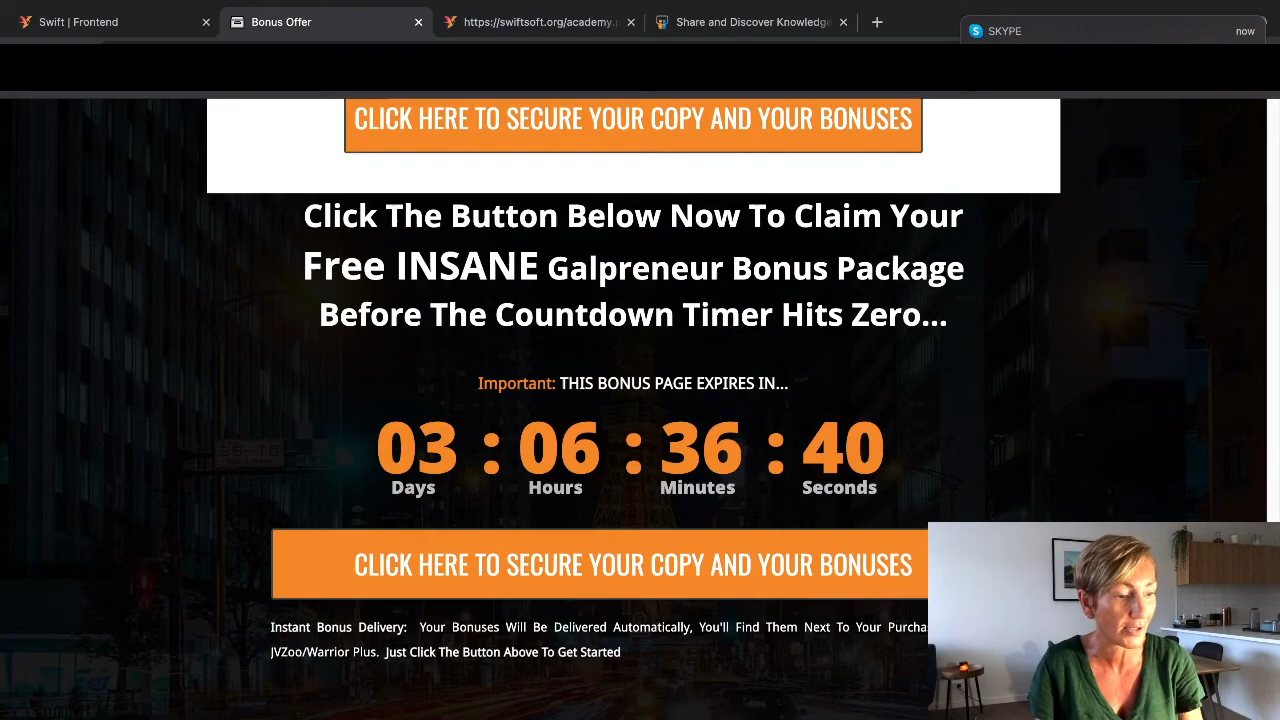 Swift | Frontend
Bonus Offer
https://swiftsoft.org/academy.
Share and Discover Knowledge
SKYPE
now
CLICK HERE TO SECURE YOUR COPY AND YOUR BONUSES
Click The Button Below Now To Claim Your
Free INSANE Galpreneur Bonus Package
Before The Countdown Timer Hits Zero...
Important: THIS BONUS PAGE EXPIRES IN...
03 : 06 : 36 : 40
Days Hours Minutes Seconds
CLICK HERE TO SECURE YOUR COPY AND YOUR BONUSES
Instant Bonus Delivery: Your Bonuses Will Be Delivered Automatically, You'll Find Them Next To Your
JVZoo/Warrior Plus. Just Click The Button Above To Get Started